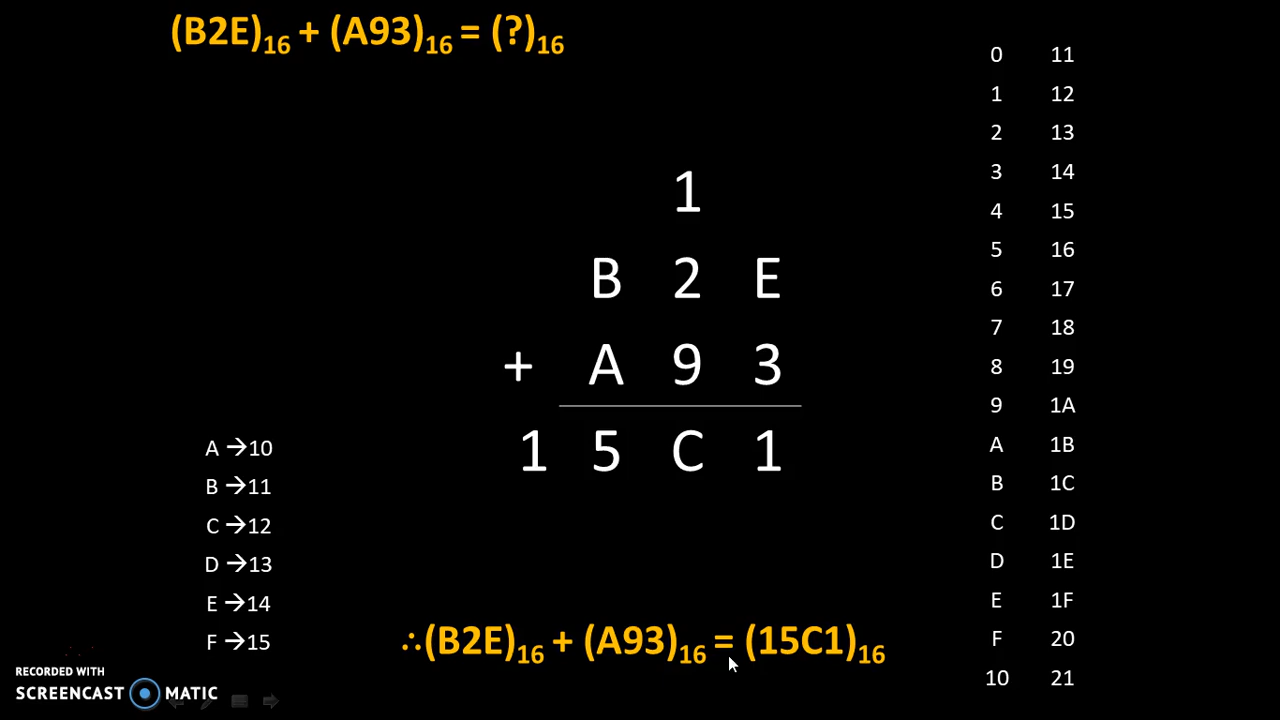 (B2E)16 + (A93)16 = (?)16
1
B 2 E
+ A 9 3
1 5 C 1
A →10
B →11
C →12
D →13
E →14
F →15
∴(B2E)16 + (A93)16 = (15C1)16
0 11
1 12
2 13
3 14
4 15
5 16
6 17
7 18
8 19
9 1A
A 1B
B 1C
C 1D
D 1E
E 1F
F 20
10 21
RECORDED WITH
SCREENCAST MATIC